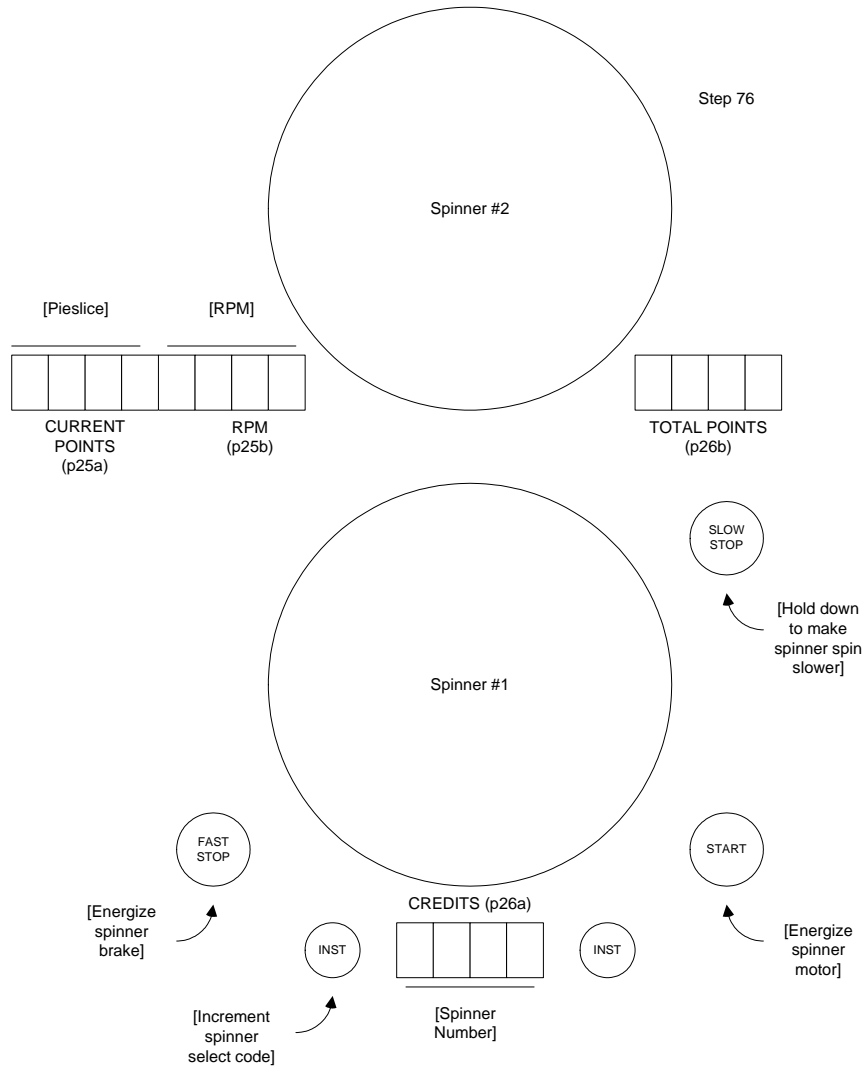 Step 76
Spinner #2
[Pieslice]
[RPM]
CURRENT
POINTS
(p25a)
RPM
(p25b)
TOTAL POINTS
(p26b)
SLOW
STOP
[Hold down
to make
spinner spin
slower]
Spinner #1
FAST
STOP
START
[Energize
spinner
brake]
CREDITS (p26a)
[Energize
spinner
motor]
INST
INST
[Increment
spinner
select code]
[Spinner
Number]